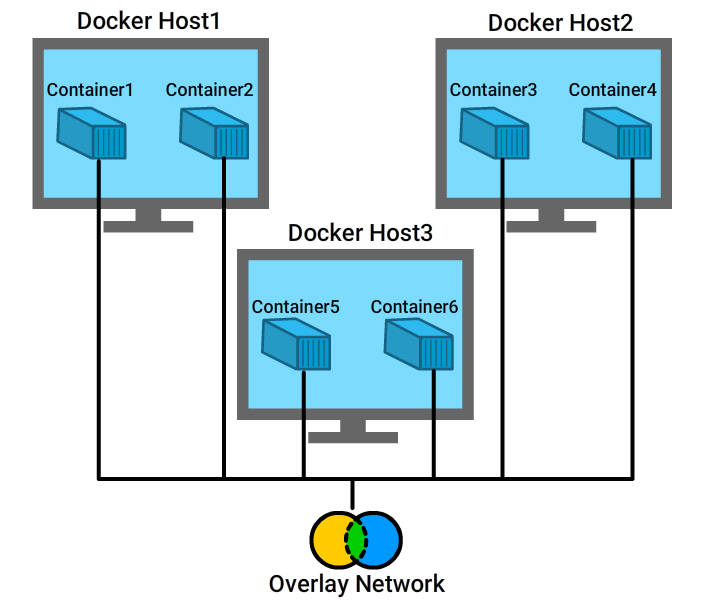 Docker Host1
Docker Host2
Container1
Container2
Container3
Container4
Docker Host3
Container5
Container6
Overlay Network